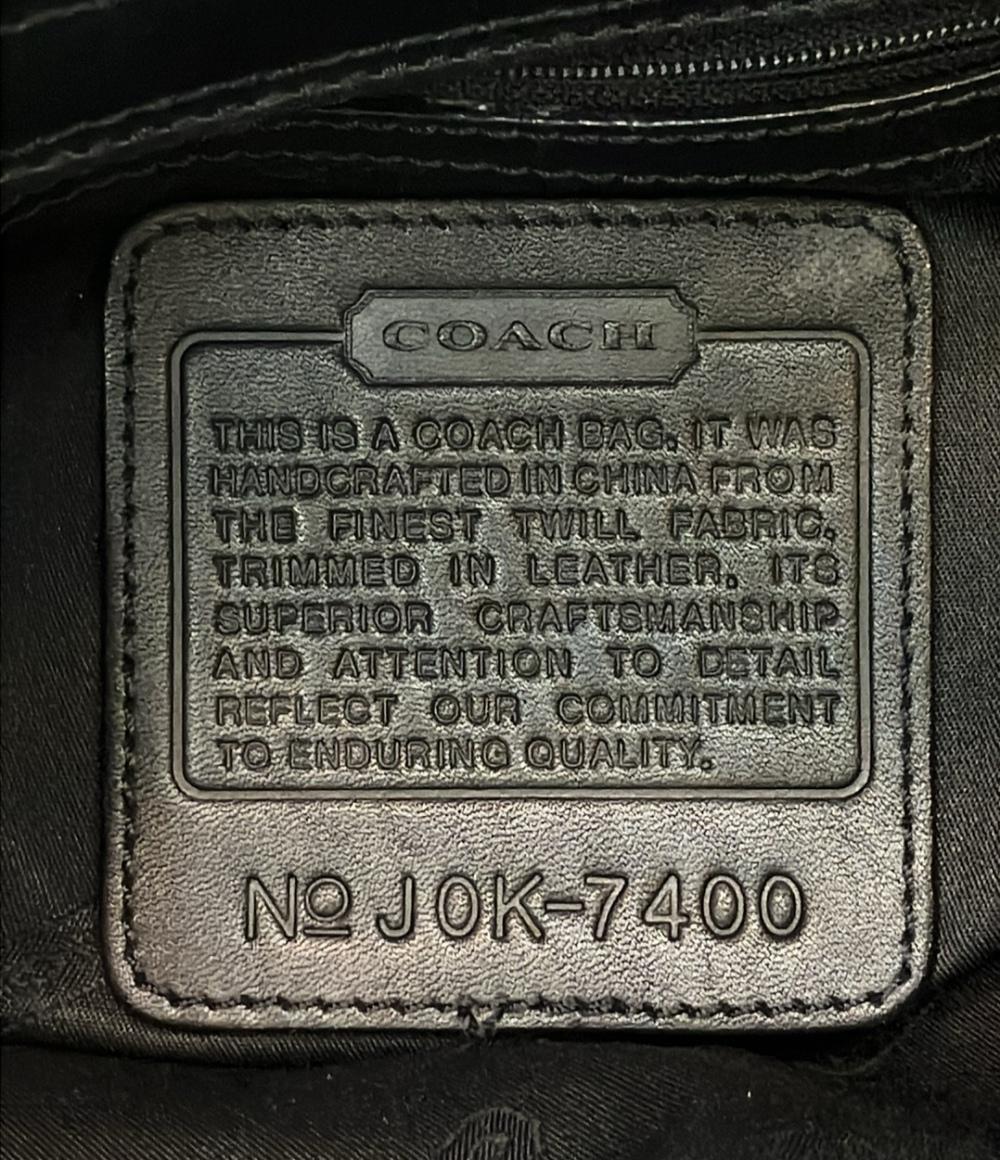 COACH
THIS IS A COACH BAG. IT WAS
HANDCRAFTED IN CHINA FROM
THE FINEST TWILL FABRIC.
TRIMMED IN LEATHER. ITS
SUPERIOR CRAFTSMANSHIP
AND ATTENTION TO DETAIL
REFLECT OUR COMMITMENT
TO ENDURING QUALITY.
Nº J0K-7400